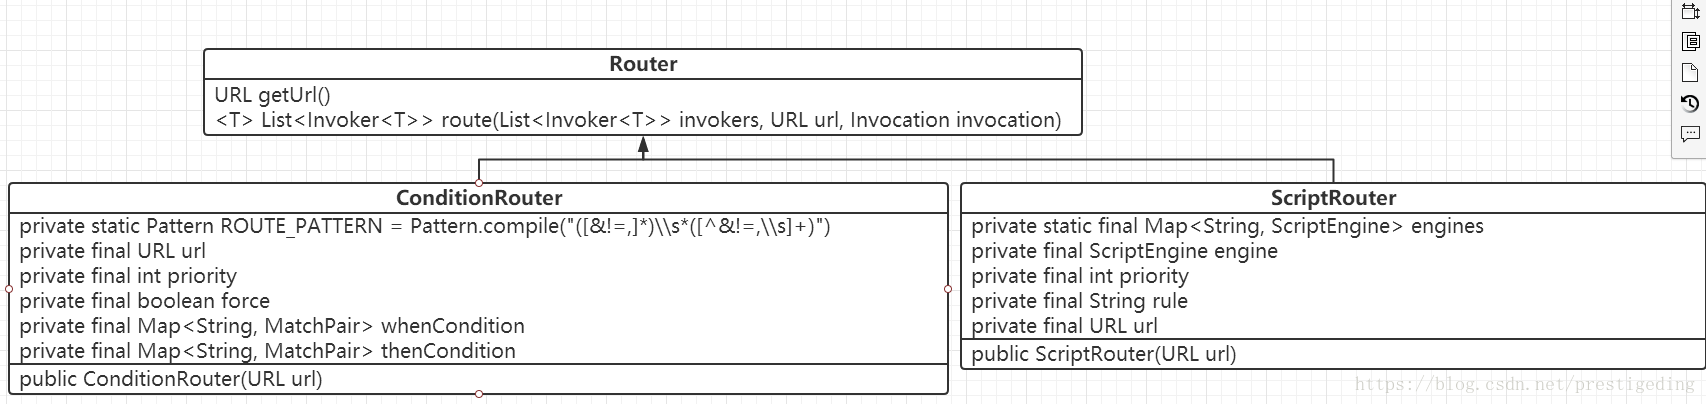 Router
URL getUrl()
<T> List<Invoker<T>> route(List<Invoker<T>> invokers, URL url, Invocation invocation)
ConditionRouter
private static Pattern ROUTE_PATTERN = Pattern.compile("([&!=,]*)\\s*([^&!=,\\s]+)")
private final URL url
private final int priority
private final boolean force
private final Map<String, MatchPair> whenCondition
private final Map<String, MatchPair> thenCondition
public ConditionRouter(URL url)
ScriptRouter
private static final Map<String, ScriptEngine> engines
private final ScriptEngine engine
private final int priority
private final String rule
private final URL url
public ScriptRouter(URL url)
https://blog.csdn.net/prestigeding